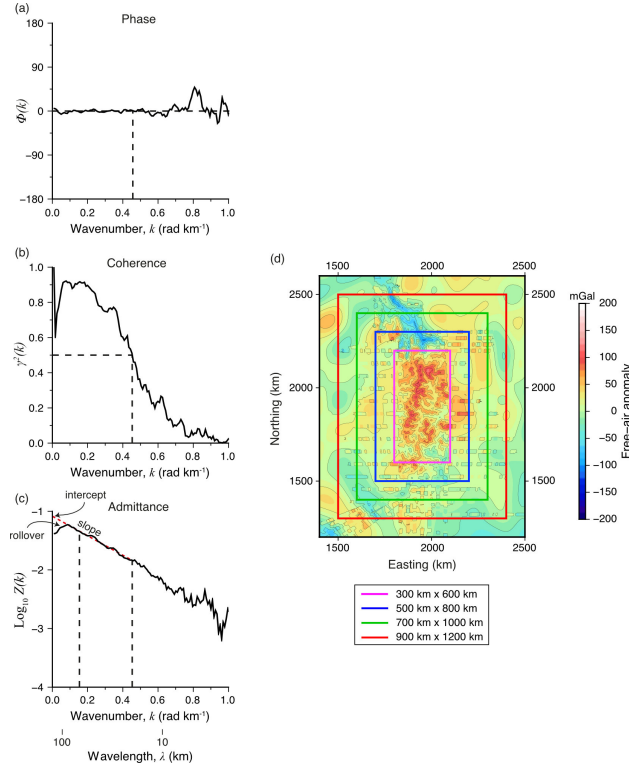 (a)
Phase
180
90
0
−90
−180
Φ(k)
0.0 0.2 0.4 0.6 0.8 1.0
Wavenumber, k (rad km⁻¹)
(b)
Coherence
1.0
0.8
0.6
0.4
0.2
0.0
γ²(k)
0.0 0.2 0.4 0.6 0.8 1.0
Wavenumber, k (rad km⁻¹)
(c)
intercept
Admittance
rollover
slope
−1
−2
−3
−4
Log₁₀ Z(k)
0.0 0.2 0.4 0.6 0.8 1.0
Wavenumber, k (rad km⁻¹)
100 10
Wavelength, λ (km)
(d)
1500 2000 2500
2500 2500
2000 2000
1500 1500
Northing (km)
1500 2000 2500
Easting (km)
mGal
200
150
100
50
0
−50
−100
−150
−200
Free−air anomaly
300 km x 600 km
500 km x 800 km
700 km x 1000 km
900 km x 1200 km